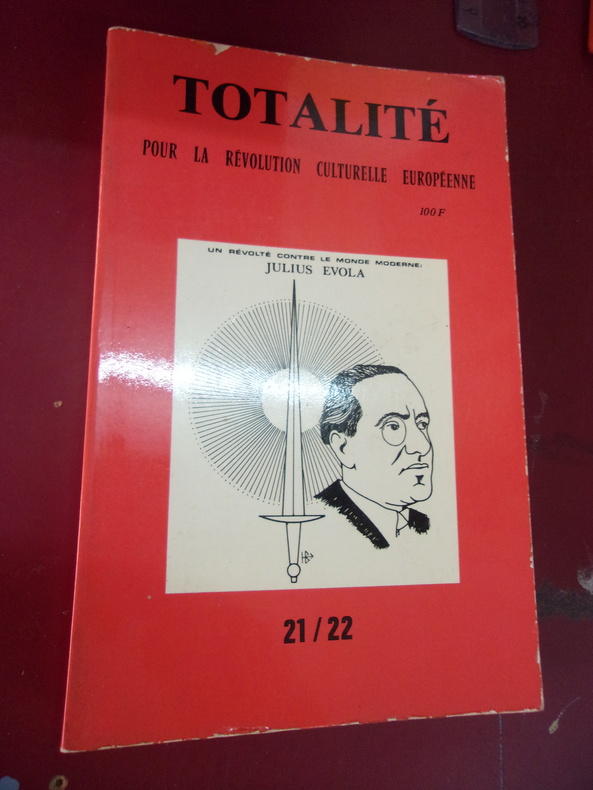 TOTALITÉ
POUR LA RÉVOLUTION CULTURELLE EUROPÉENNE
100 F
UN RÉVOLTÉ CONTRE LE MONDE MODERNE:
JULIUS EVOLA
21 / 22